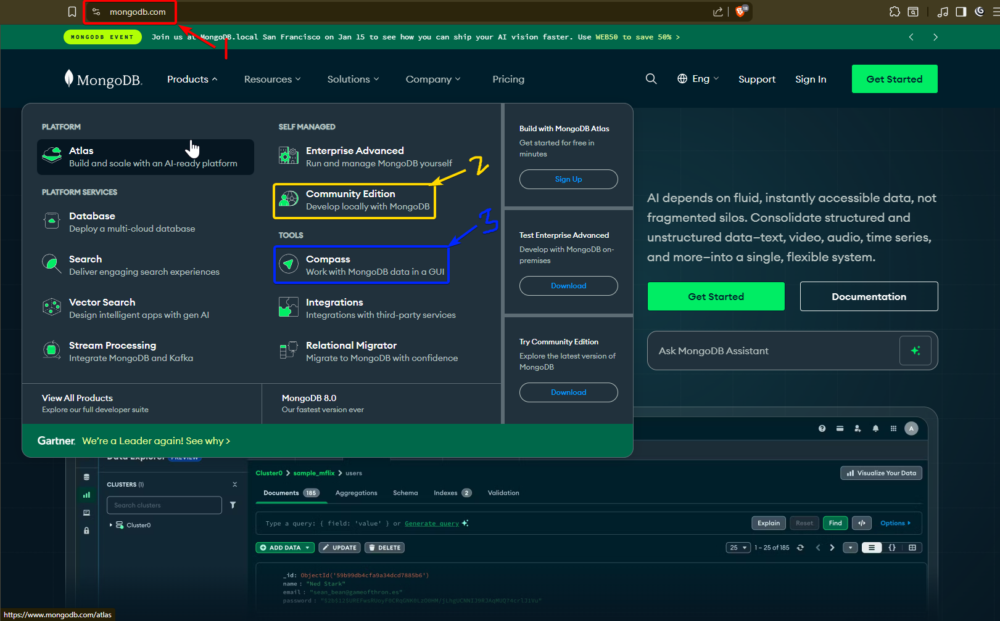 mongodb.com
18
1
MONGODB EVENT
Join us at MongoDB.local San Francisco on Jan 15 to see how you can ship your AI vision faster. Use WEB50 to save 50% >
MongoDB.
Products
Resources
Solutions
Company
Pricing
Eng
Support
Sign In
Get Started
PLATFORM
Atlas
Build and scale with an AI-ready platform
PLATFORM SERVICES
Database
Deploy a multi-cloud database
Search
Deliver engaging search experiences
Vector Search
Design intelligent apps with gen AI
Stream Processing
Integrate MongoDB and Kafka
SELF MANAGED
Enterprise Advanced
Run and manage MongoDB yourself
2
Community Edition
Develop locally with MongoDB
TOOLS
3
Compass
Work with MongoDB data in a GUI
Integrations
Integrations with third-party services
Relational Migrator
Migrate to MongoDB with confidence
Build with MongoDB Atlas
Get started for free in
minutes
Sign Up
Test Enterprise Advanced
Develop with MongoDB on-
premises
Download
Try Community Edition
Explore the latest version of
MongoDB
Download
View All Products
Explore our full developer suite
MongoDB 8.0
Our fastest version ever
Gartner. We're a Leader again! See why >
AI depends on fluid, instantly accessible data, not
fragmented silos. Consolidate structured and
unstructured data—text, video, audio, time series,
and more—into a single, flexible system.
Get Started
Documentation
Ask MongoDB Assistant
A
Data Explorer PREVIEW
CLUSTERS (1)
Search clusters
Cluster0
Cluster0 > sample_mflix > users
Visualize Your Data
Documents 185
Aggregations
Schema
Indexes 2
Validation
Type a query: { field: 'value' } or Generate query
Explain
Reset
Find
</>
Options
ADD DATA
UPDATE
DELETE
25
1 – 25 of 185
{}
_id: ObjectId('59b99db4cfa9a34dcd7885b6')
name : "Ned Stark"
email : "sean_bean@gameofthron.es"
password :
https://www.mongodb.com/atlas